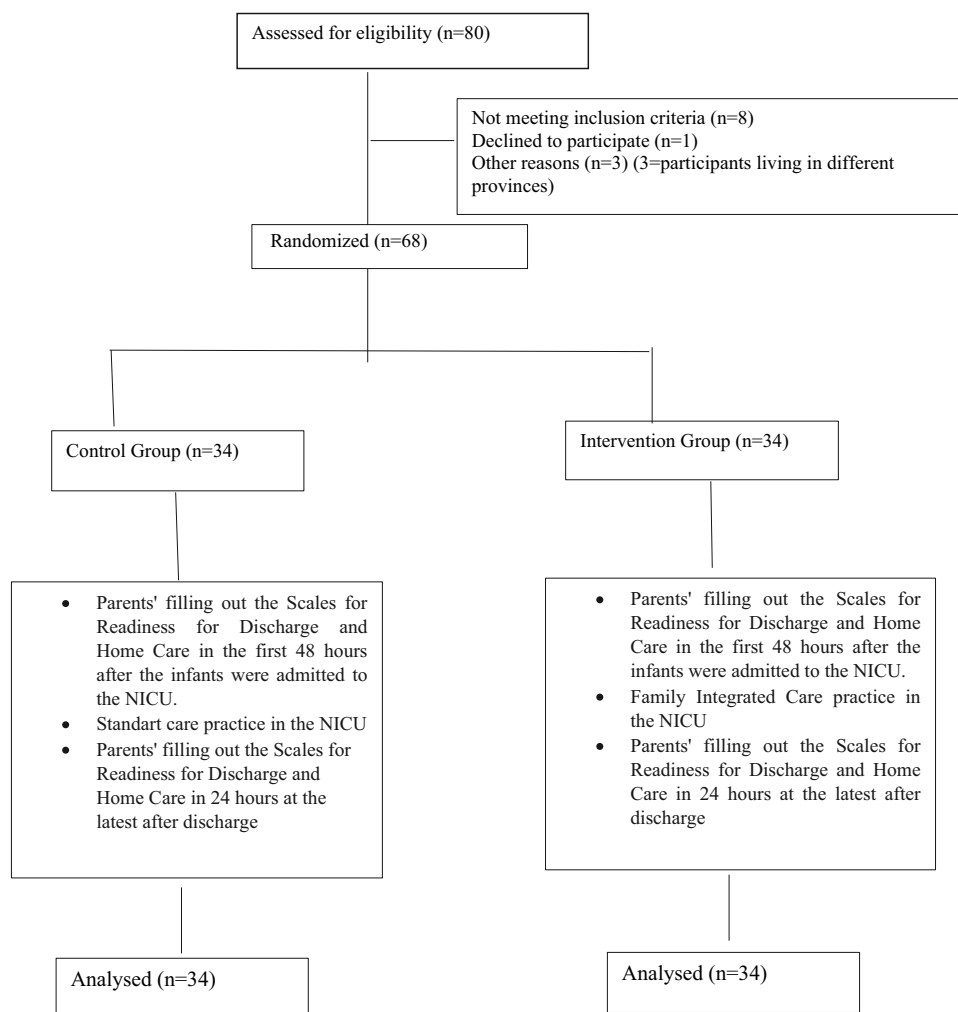 Assessed for eligibility (n=80)
Not meeting inclusion criteria (n=8)
Declined to participate (n=1)
Other reasons (n=3) (3=participants living in different
provinces)
Randomized (n=68)
Control Group (n=34)
Intervention Group (n=34)
• Parents' filling out the Scales for
Readiness for Discharge and
Home Care in the first 48 hours
after the infants were admitted to
the NICU.
• Standart care practice in the NICU
• Parents' filling out the Scales for
Readiness for Discharge and
Home Care in 24 hours at the
latest after discharge
• Parents' filling out the Scales for
Readiness for Discharge and Home
Care in the first 48 hours after the
infants were admitted to the NICU.
• Family Integrated Care practice in
the NICU
• Parents' filling out the Scales for
Readiness for Discharge and Home
Care in 24 hours at the latest after
discharge
Analysed (n=34)
Analysed (n=34)